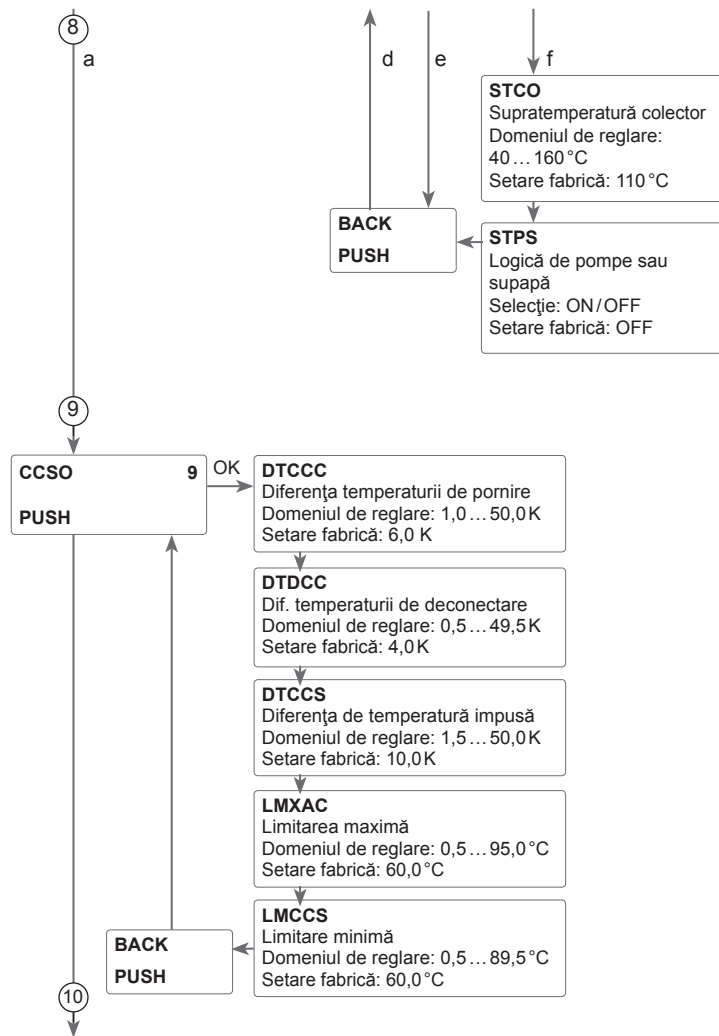 8
a
d
e
f
STCO
Supratemperatură colector
Domeniul de reglare:
40…160°C
Setare fabrică: 110°C
BACK
PUSH
STPS
Logică de pompe sau
supapă
Selecţie: ON/OFF
Setare fabrică: OFF
9
CCSO 9
PUSH
OK
DTCCC
Diferenţa temperaturii de pornire
Domeniul de reglare: 1,0…50,0K
Setare fabrică: 6,0 K
DTDCC
Dif. temperaturii de deconectare
Domeniul de reglare: 0,5…49,5K
Setare fabrică: 4,0K
DTCCS
Diferenţa de temperatură impusă
Domeniul de reglare: 1,5…50,0K
Setare fabrică: 10,0K
LMXAC
Limitarea maximă
Domeniul de reglare: 0,5…95,0°C
Setare fabrică: 60,0°C
LMCCS
Limitare minimă
Domeniul de reglare: 0,5…89,5°C
Setare fabrică: 60,0°C
BACK
PUSH
10